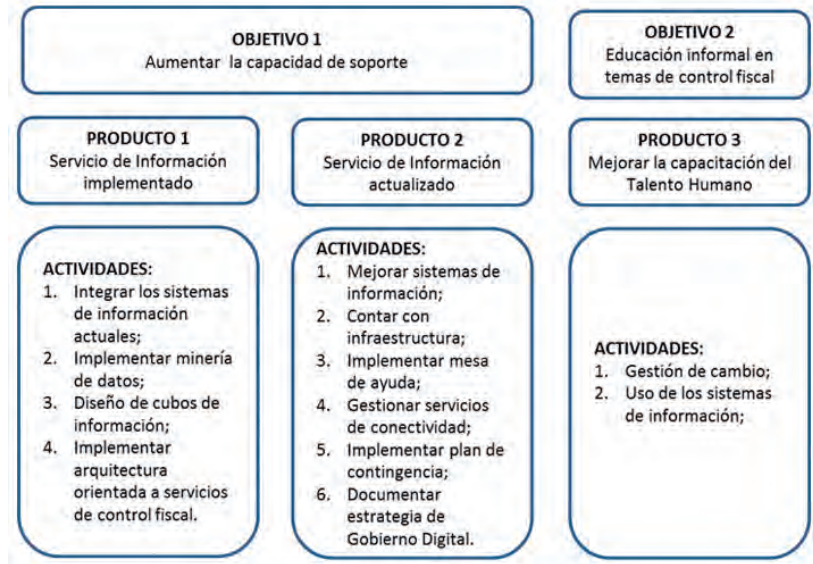 OBJETIVO 1
Aumentar la capacidad de soporte
OBJETIVO 2
Educación informal en
temas de control fiscal
PRODUCTO 1
Servicio de Información
implementado
PRODUCTO 2
Servicio de Información
actualizado
PRODUCTO 3
Mejorar la capacitación del
Talento Humano
ACTIVIDADES:
1. Integrar los sistemas
de información
actuales;
2. Implementar minería
de datos;
3. Diseño de cubos de
información;
4. Implementar
arquitectura
orientada a servicios
de control fiscal.
ACTIVIDADES:
1. Mejorar sistemas de
información;
2. Contar con
infraestructura;
3. Implementar mesa
de ayuda;
4. Gestionar servicios
de conectividad;
5. Implementar plan de
contingencia;
6. Documentar
estrategia de
Gobierno Digital.
ACTIVIDADES:
1. Gestión de cambio;
2. Uso de los sistemas
de información;